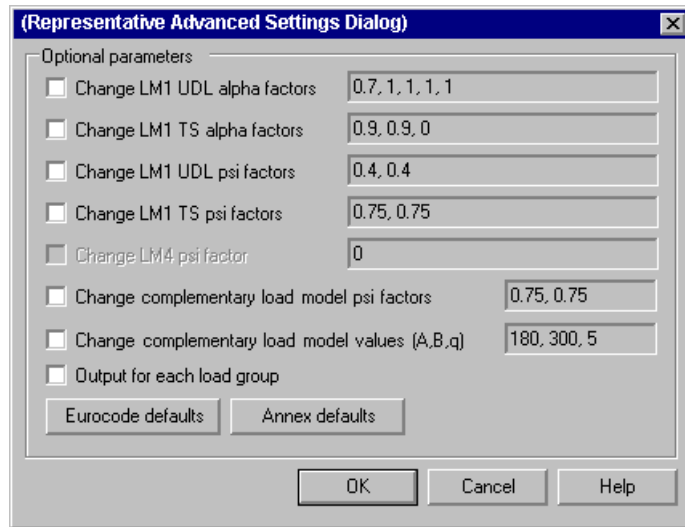 (Representative Advanced Settings Dialog)
Optional parameters
Change LM1 UDL alpha factors 0.7, 1, 1, 1, 1
Change LM1 TS alpha factors 0.9, 0.9, 0
Change LM1 UDL psi factors 0.4, 0.4
Change LM1 TS psi factors 0.75, 0.75
Change LM4 psi factor 0
Change complementary load model psi factors 0.75, 0.75
Change complementary load model values (A,B,q) 180, 300, 5
Output for each load group
Eurocode defaults Annex defaults
OK Cancel Help